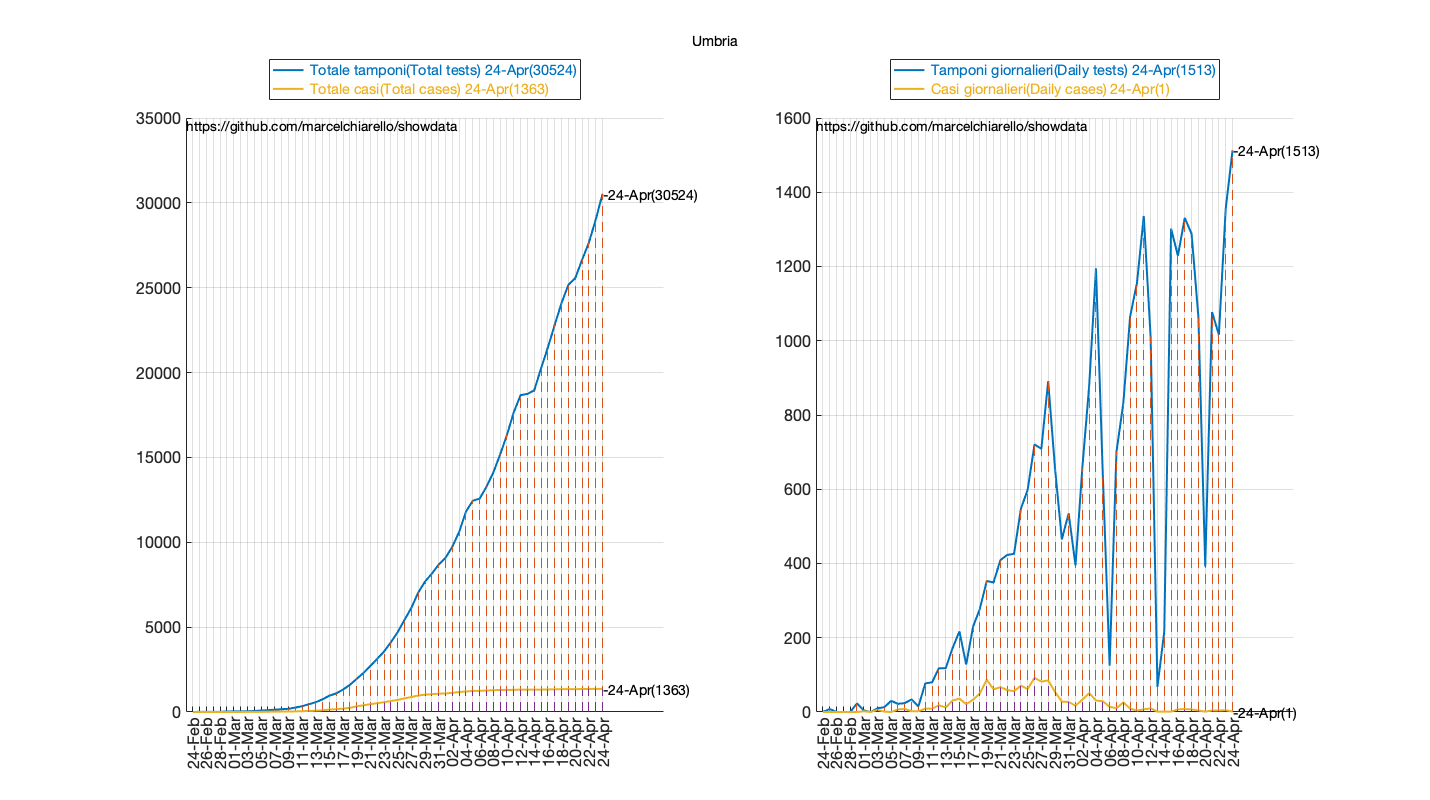 Umbria
Totale tamponi(Total tests) 24-Apr(30524)
Totale casi(Total cases) 24-Apr(1363)
https://github.com/marcelchiarello/showdata
35000
30000
25000
20000
15000
10000
5000
0
-24-Apr(30524)
-24-Apr(1363)
24-Feb
26-Feb
28-Feb
01-Mar
03-Mar
05-Mar
07-Mar
09-Mar
11-Mar
13-Mar
15-Mar
17-Mar
19-Mar
21-Mar
23-Mar
25-Mar
27-Mar
29-Mar
31-Mar
02-Apr
04-Apr
06-Apr
08-Apr
10-Apr
12-Apr
14-Apr
16-Apr
18-Apr
20-Apr
22-Apr
24-Apr
Tamponi giornalieri(Daily tests) 24-Apr(1513)
Casi giornalieri(Daily cases) 24-Apr(1)
https://github.com/marcelchiarello/showdata
1600
1400
1200
1000
800
600
400
200
0
-24-Apr(1513)
-24-Apr(1)
24-Feb
26-Feb
28-Feb
01-Mar
03-Mar
05-Mar
07-Mar
09-Mar
11-Mar
13-Mar
15-Mar
17-Mar
19-Mar
21-Mar
23-Mar
25-Mar
27-Mar
29-Mar
31-Mar
02-Apr
04-Apr
06-Apr
08-Apr
10-Apr
12-Apr
14-Apr
16-Apr
18-Apr
20-Apr
22-Apr
24-Apr